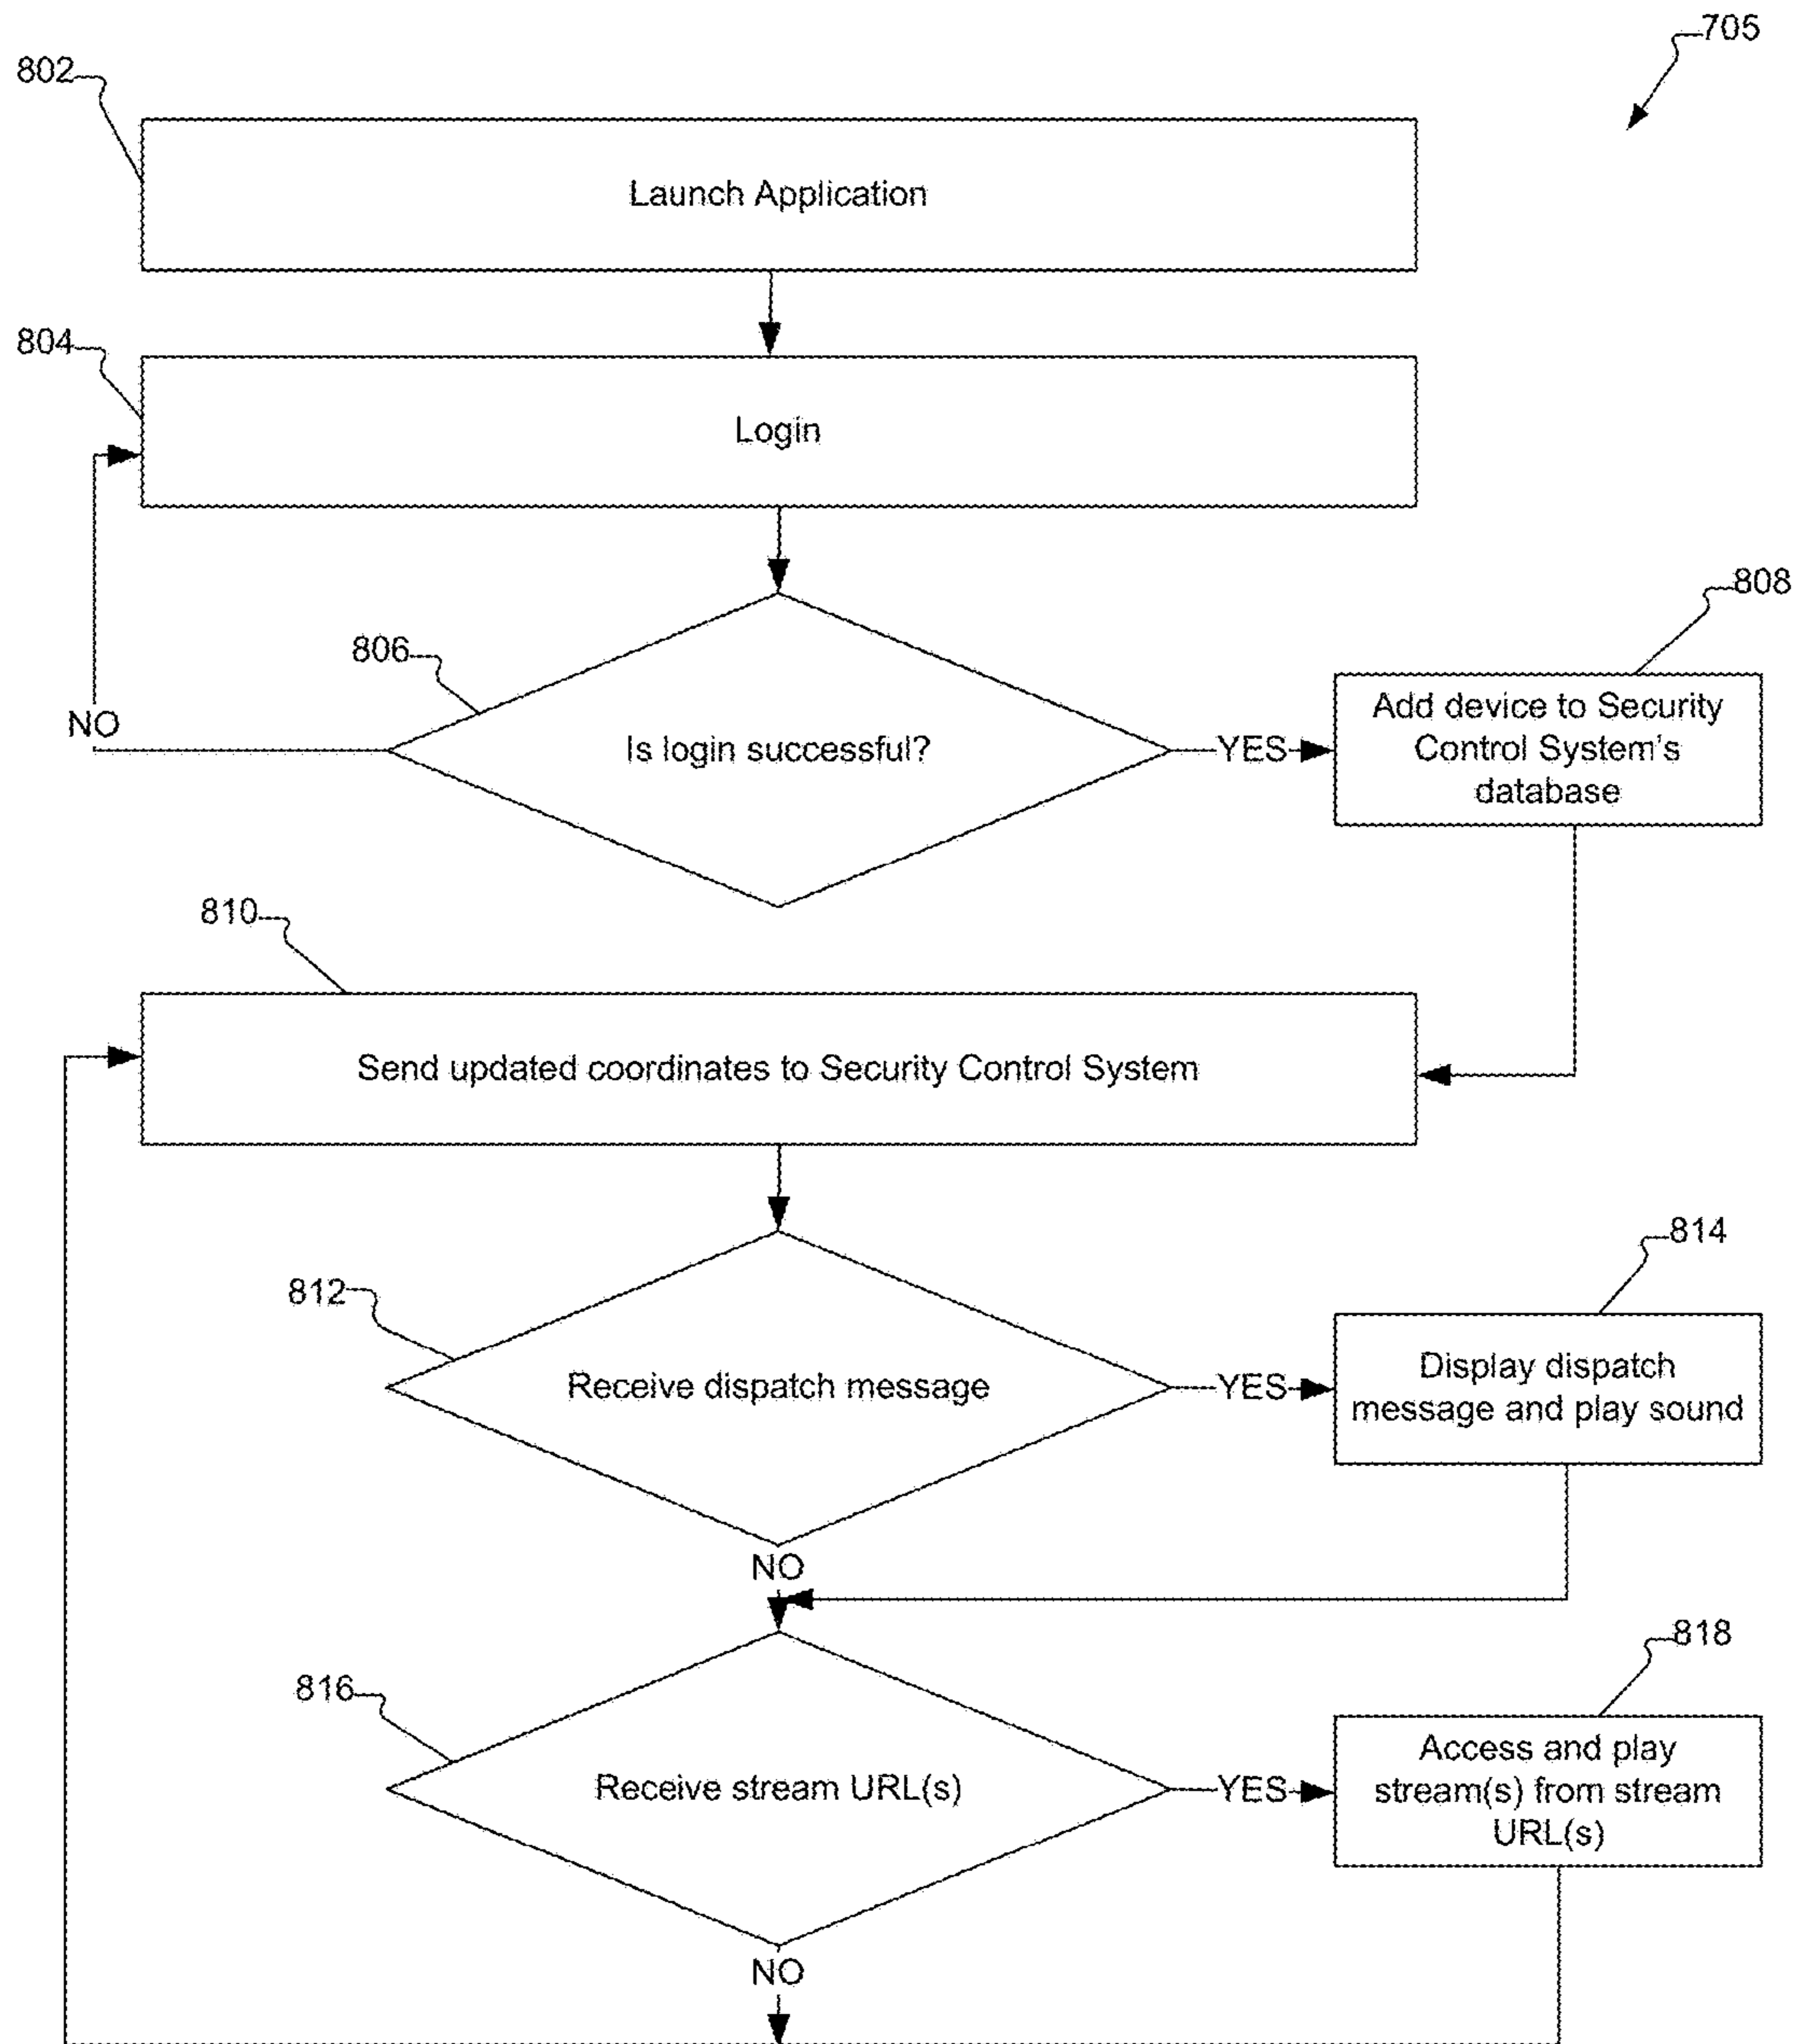 705
802
Launch Application
804
Login
806
Is login successful?
NO
YES
808
Add device to Security
Control System's
database
810
Send updated coordinates to Security Control System
812
Receive dispatch message
YES
814
Display dispatch
message and play sound
NO
816
Receive stream URL(s)
YES
818
Access and play
stream(s) from stream
URL(s)
NO